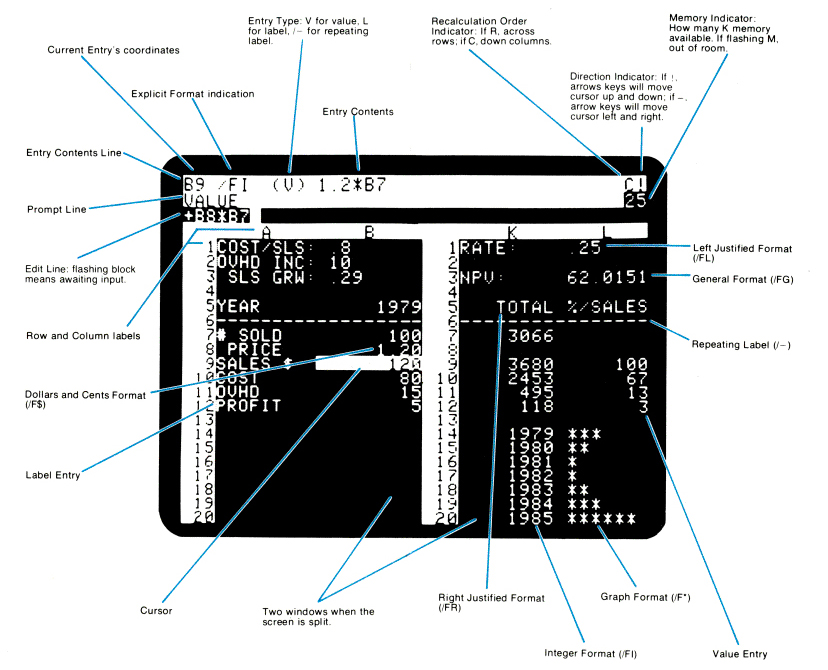 Entry Type: V for value, L
for label, /– for repeating
label.
Recalculation Order
Indicator: If R, across
rows; if C, down columns.
Memory Indicator:
How many K memory
available. If flashing M,
out of room.
Current Entry's coordinates
Explicit Format indication
Entry Contents
Direction Indicator: If !,
arrows keys will move
cursor up and down; if –,
arrow keys will move
cursor left and right.
Entry Contents Line
Prompt Line
Edit Line: flashing block
means awaiting input.
Row and Column labels
Dollars and Cents Format
(/F$)
Label Entry
B9 /FI (V) 1.2*B7 C!
VALUE 25
+B8*B7
A B
1 COST/SLS: .8
2 OVHD INC: 10
3 SLS GRW: .29
4
5 YEAR 1979
6 --------------------
7 # SOLD 100
8 PRICE 1.20
9 SALES $ 120
10 COST 80
11 OVHD 15
12 PROFIT 5
13
14
15
16
17
18
19
20
K L
1 RATE: .25
2
3 NPV: 62.0151
4
5 TOTAL %/SALES
6 --------------------
7 3066
8
9 3680 100
10 2453 67
11 495 13
12 118 3
13
14 1979 ***
15 1980 **
16 1981 *
17 1982 *
18 1983 **
19 1984 ***
20 1985 ******
Left Justified Format
(/FL)
General Format (/FG)
Repeating Label (/–)
Cursor
Two windows when the
screen is split.
Right Justified Format
(/FR)
Graph Format (/F*)
Integer Format (/FI)
Value Entry